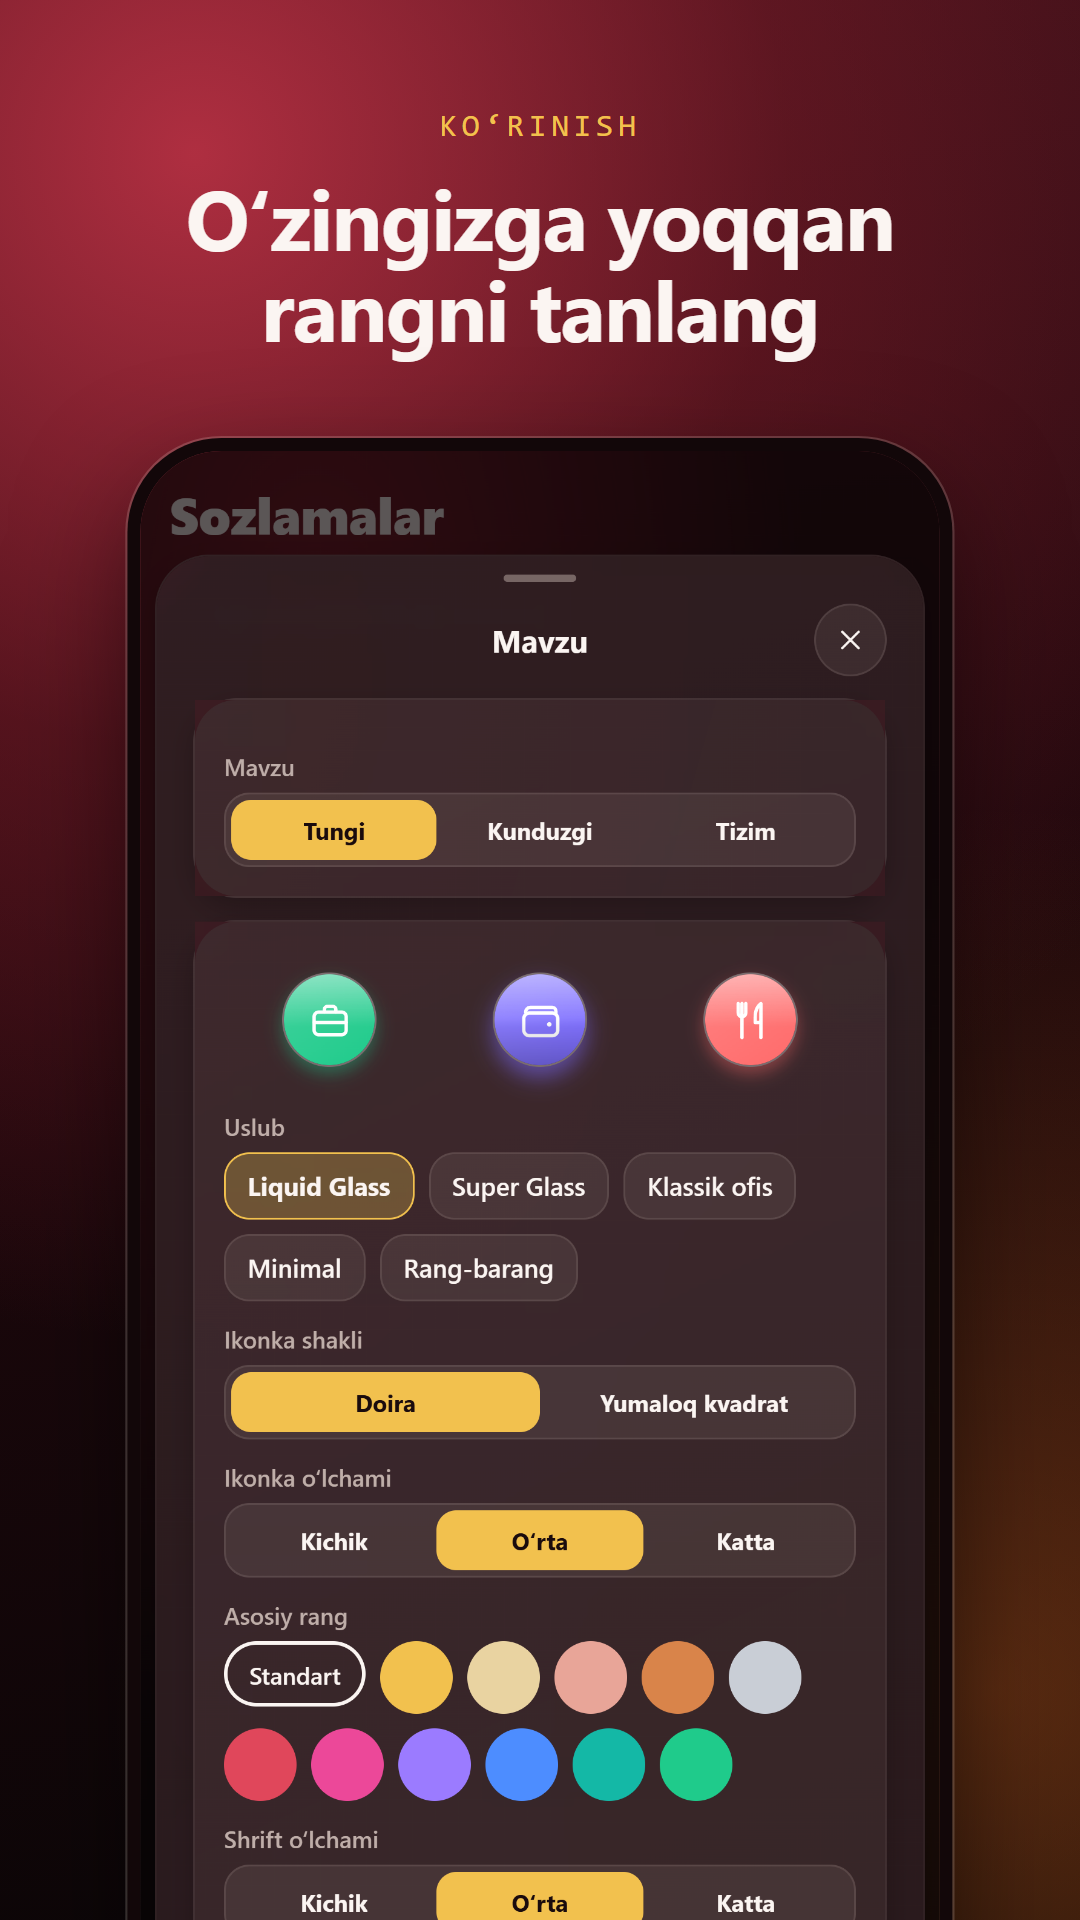 KOʻRINISH
Oʻzingizga yoqqan
rangni tanlang
Sozlamalar
Mavzu
Mavzu
Tungi Kunduzgi Tizim
Uslub
Liquid Glass Super Glass Klassik ofis
Minimal Rang-barang
Ikonka shakli
Doira Yumaloq kvadrat
Ikonka oʻlchami
Kichik Oʻrta Katta
Asosiy rang
Standart
Shrift oʻlchami
Kichik Oʻrta Katta